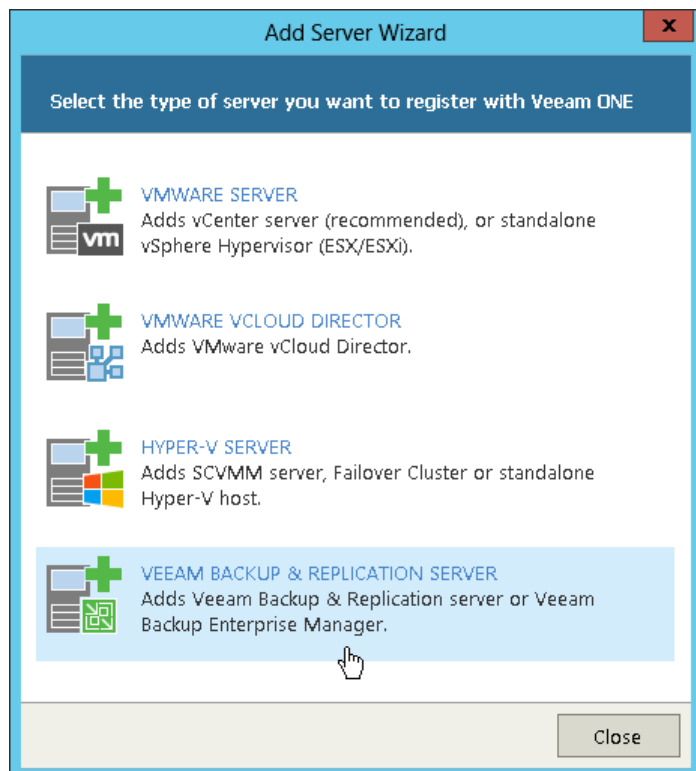 Add Server Wizard
x
Select the type of server you want to register with Veeam ONE
VMWARE SERVER
Adds vCenter server (recommended), or standalone
vSphere Hypervisor (ESX/ESXi).
vm
VMWARE VCLOUD DIRECTOR
Adds VMware vCloud Director.
HYPER-V SERVER
Adds SCVMM server, Failover Cluster or standalone
Hyper-V host.
VEEAM BACKUP & REPLICATION SERVER
Adds Veeam Backup & Replication server or Veeam
Backup Enterprise Manager.
Close